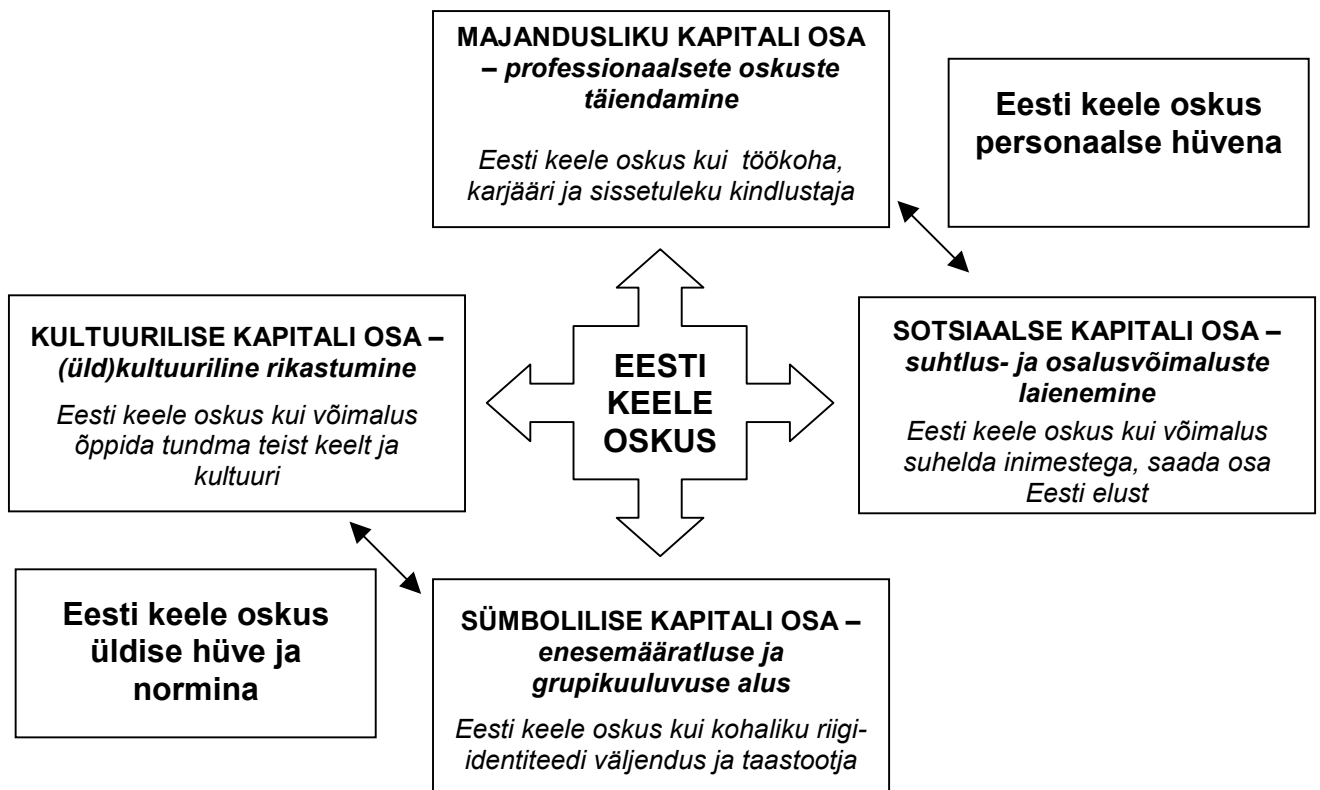 MAJANDUSLIKU KAPITALI OSA
– professionaalsete oskuste
täiendamine
Eesti keele oskus kui töökoha,
karjääri ja sissetuleku kindlustaja
Eesti keele oskus
personaalse hüvena
KULTUURILISE KAPITALI OSA –
(üld)kultuuriline rikastumine
Eesti keele oskus kui võimalus
õppida tundma teist keelt ja
kultuuri
EESTI
KEELE
OSKUS
SOTSIAALSE KAPITALI OSA –
suhtlus- ja osalusvõimaluste
laienemine
Eesti keele oskus kui võimalus
suhelda inimestega, saada osa
Eesti elust
Eesti keele oskus
üldise hüve ja
normina
SÜMBOLILISE KAPITALI OSA –
enesemääratluse ja
grupikuuluvuse alus
Eesti keele oskus kui kohaliku riigi-
identiteedi väljendus ja taastootja